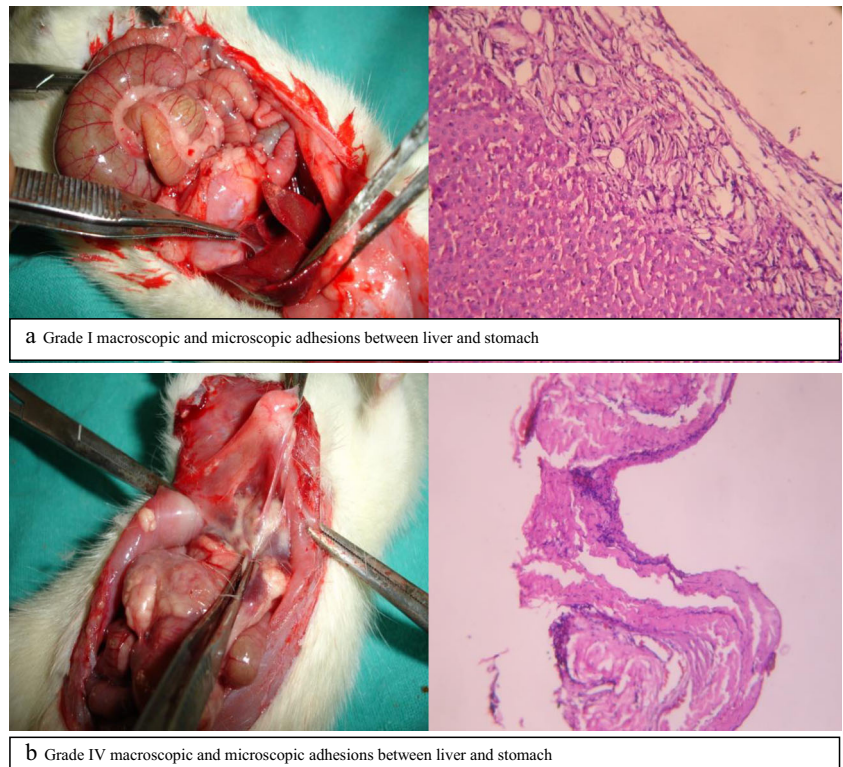 a Grade I macroscopic and microscopic adhesions between liver and stomach
b Grade IV macroscopic and microscopic adhesions between liver and stomach